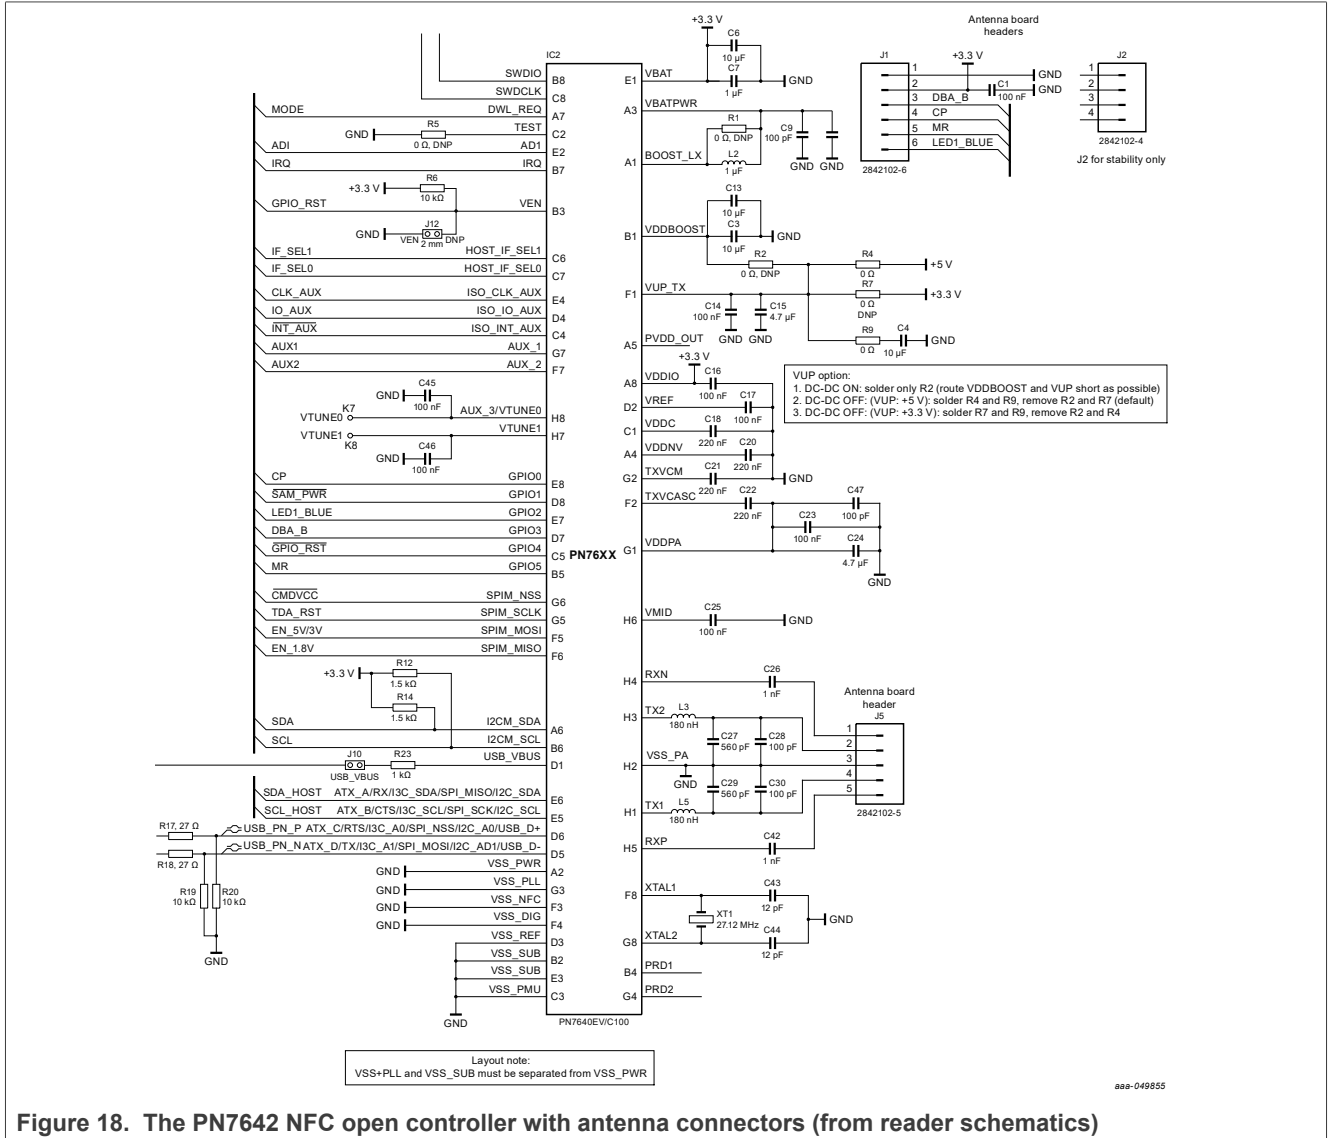 +3.3 V
C6
10 µF
C7
1 µF
GND
IC2
SWDIO
B8
SWDCLK
C8
MODE
DWL_REQ
A7
GND
R5
0 Ω, DNP
TEST
C2
ADI
AD1
E2
IRQ
IRQ
B7
+3.3 V
R6
10 kΩ
GPIO_RST
VEN
B3
GND
J12
VEN
2 mm
DNP
IF_SEL1
HOST_IF_SEL1
C6
IF_SEL0
HOST_IF_SEL0
C7
CLK_AUX
ISO_CLK_AUX
E4
IO_AUX
ISO_IO_AUX
D4
INT_AUX
ISO_INT_AUX
C4
AUX1
AUX_1
G7
AUX2
AUX_2
F7
GND
C45
100 nF
K7
VTUNE0
AUX_3/VTUNE0
H8
VTUNE1
K8
VTUNE1
H7
GND
C46
100 nF
CP
GPIO0
E8
SAM_PWR
GPIO1
D8
LED1_BLUE
GPIO2
E7
DBA_B
GPIO3
D7
GPIO_RST
GPIO4
C5
MR
GPIO5
B5
PN76XX
CMDVCC
SPIM_NSS
G6
TDA_RST
SPIM_SCLK
G5
EN_5V/3V
SPIM_MOSI
F5
EN_1.8V
SPIM_MISO
F6
+3.3 V
R12
1.5 kΩ
R14
1.5 kΩ
SDA
I2CM_SDA
A6
SCL
I2CM_SCL
B6
J10
USB_VBUS
R23
1 kΩ
USB_VBUS
D1
SDA_HOST
ATX_A/RX/I3C_SDA/SPI_MISO/I2C_SDA
E6
SCL_HOST
ATX_B/CTS/I3C_SCL/SPI_SCK/I2C_SCL
E5
R17, 27 Ω
USB_PN_P
ATX_C/RTS/I3C_A0/SPI_NSS/I2C_A0/USB_D+
D6
R18, 27 Ω
USB_PN_N
ATX_D/TX/I3C_A1/SPI_MOSI/I2C_AD1/USB_D-
D5
R19
10 kΩ
R20
10 kΩ
GND
GND
VSS_PWR
A2
GND
VSS_PLL
G3
GND
VSS_NFC
F3
GND
VSS_DIG
F4
VSS_REF
D3
VSS_SUB
B2
VSS_SUB
E3
VSS_PMU
C3
GND
PN7640EV/C100
E1
VBAT
A3
VBATPWR
R1
0 Ω, DNP
C9
100 pF
GND
GND
A1
BOOST_LX
L2
1 µF
C13
10 µF
B1
VDDBOOST
C3
10 µF
GND
R2
0 Ω, DNP
R4
0 Ω
+5 V
F1
VUP_TX
C14
100 nF
GND
C15
4.7 µF
GND
R7
0 Ω
DNP
+3.3 V
R9
0 Ω
C4
10 µF
GND
A5
PVDD_OUT
+3.3 V
A8
VDDIO
C16
100 nF
D2
VREF
C17
100 nF
C1
VDDC
C18
220 nF
A4
VDDNV
C20
220 nF
G2
TXVCM
C21
220 nF
GND
F2
TXVCASC
C22
220 nF
C47
100 pF
C23
100 nF
G1
VDDPA
C24
4.7 µF
GND
H6
VMID
C25
100 nF
GND
H4
RXN
C26
1 nF
H3
TX2
L3
180 nH
C27
560 pF
C28
100 pF
H2
VSS_PA
GND
C29
560 pF
C30
100 pF
H1
TX1
L5
180 nH
H5
RXP
C42
1 nF
Antenna board
header
J5
1
2
3
4
5
2842102-5
F8
XTAL1
C43
12 pF
XT1
27.12 MHz
GND
G8
XTAL2
C44
12 pF
B4
PRD1
G4
PRD2
Antenna board
headers
J1
1
2
3
4
5
6
2842102-6
+3.3 V
GND
C1
100 nF
GND
DBA_B
CP
MR
LED1_BLUE
J2
1
2
3
4
2842102-4
J2 for stability only
VUP option:
1. DC-DC ON: solder only R2 (route VDDBOOST and VUP short as possible)
2. DC-DC OFF: (VUP: +5 V): solder R4 and R9, remove R2 and R7 (default)
3. DC-DC OFF: (VUP: +3.3 V): solder R7 and R9, remove R2 and R4
Layout note:
VSS+PLL and VSS_SUB must be separated from VSS_PWR
aaa-049855
Figure 18. The PN7642 NFC open controller with antenna connectors (from reader schematics)